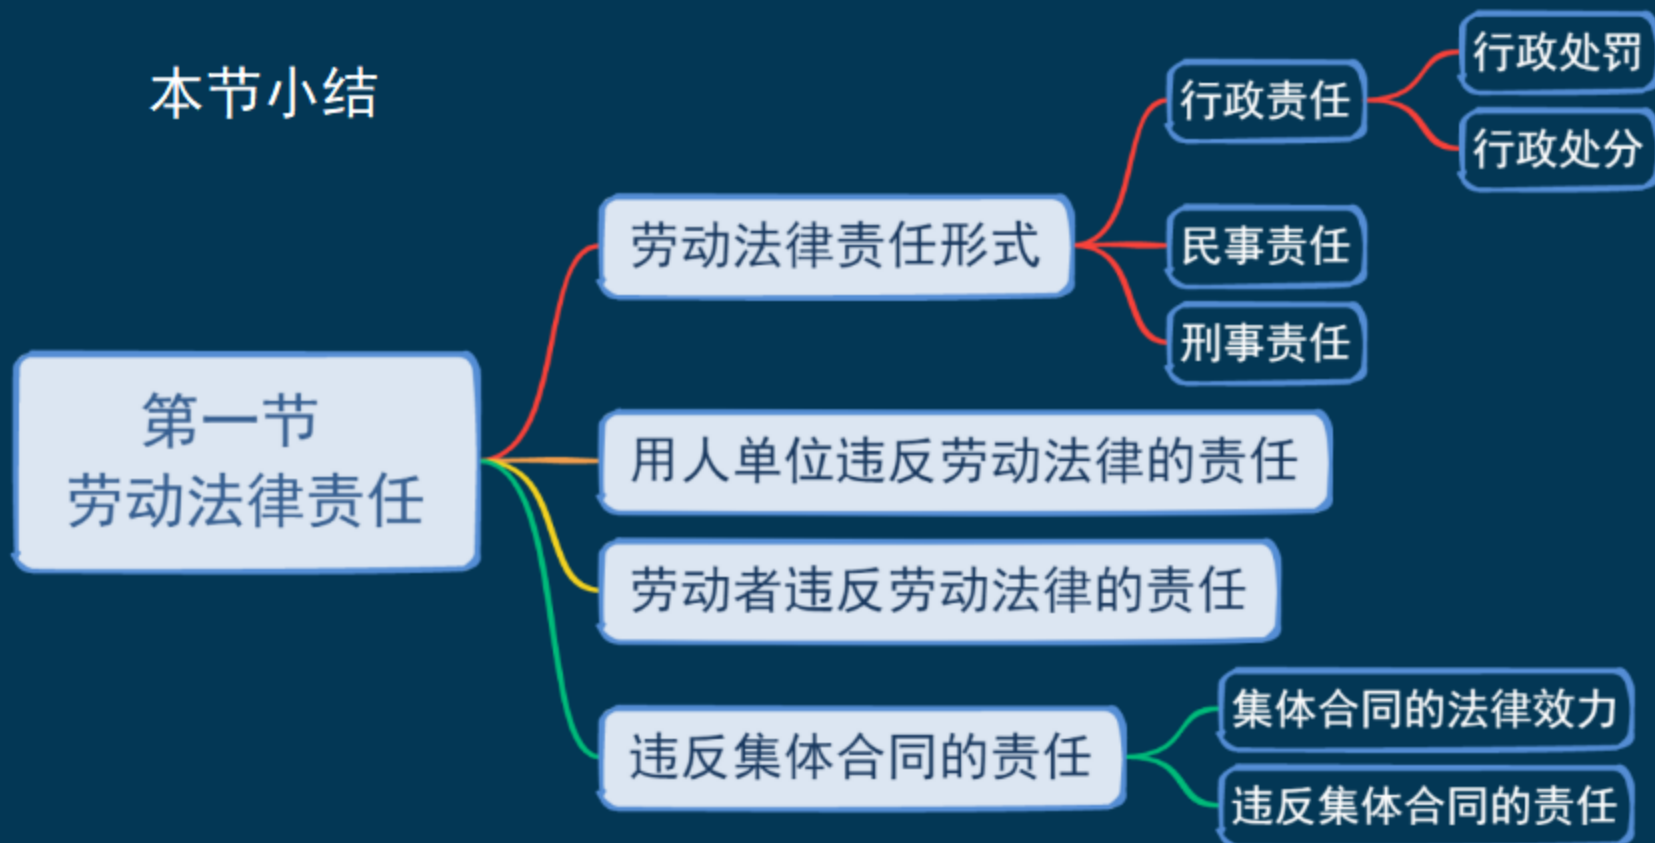 本节小结
第一节
劳动法律责任
劳动法律责任形式
行政责任
行政处罚
行政处分
民事责任
刑事责任
用人单位违反劳动法律的责任
劳动者违反劳动法律的责任
违反集体合同的责任
集体合同的法律效力
违反集体合同的责任